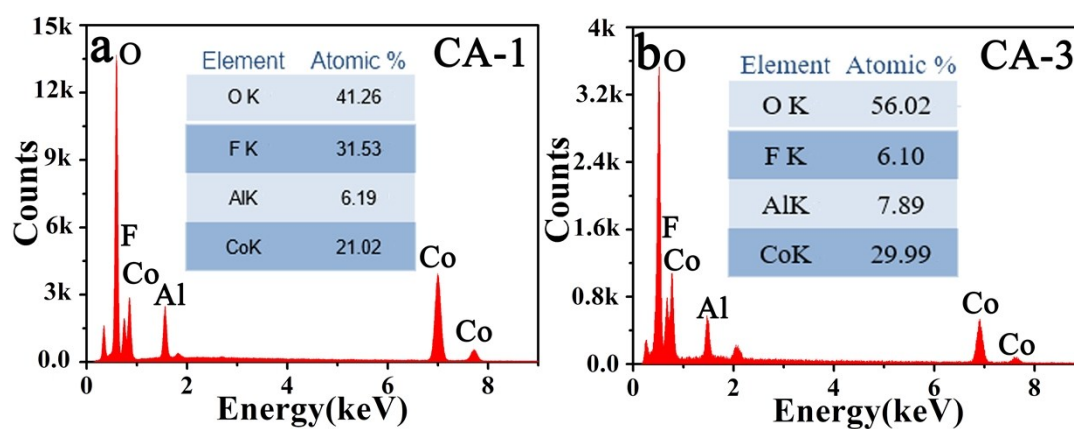 a
CA-1
15k
12k
9k
6k
3k
0.0
Counts
O
F
Co
Al
Co
Co
Element Atomic %
O K 41.26
F K 31.53
AlK 6.19
CoK 21.02
0 2 4 6 8
Energy(keV)
b
CA-3
4k
3.2k
2.4k
1.6k
0.8k
0.0
Counts
O
F
Co
Al
Co
Co
Element Atomic %
O K 56.02
F K 6.10
AlK 7.89
CoK 29.99
0 2 4 6 8
Energy(keV)